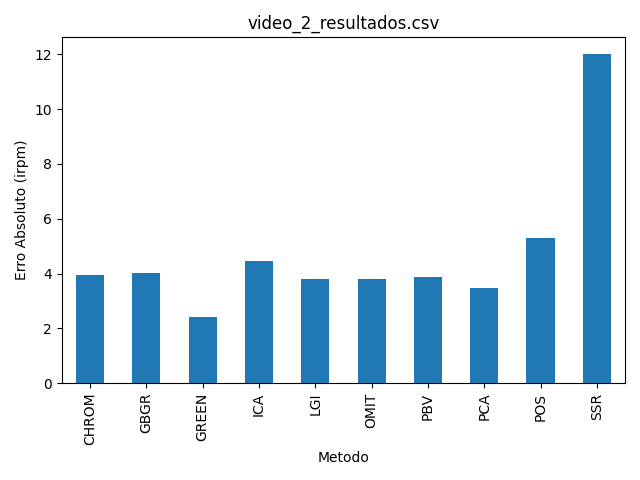 video_2_resultados.csv
Erro Absoluto (irpm)
12
10
8
6
4
2
0
CHROM
GBGR
GREEN
ICA
LGI
OMIT
PBV
PCA
POS
SSR
Metodo